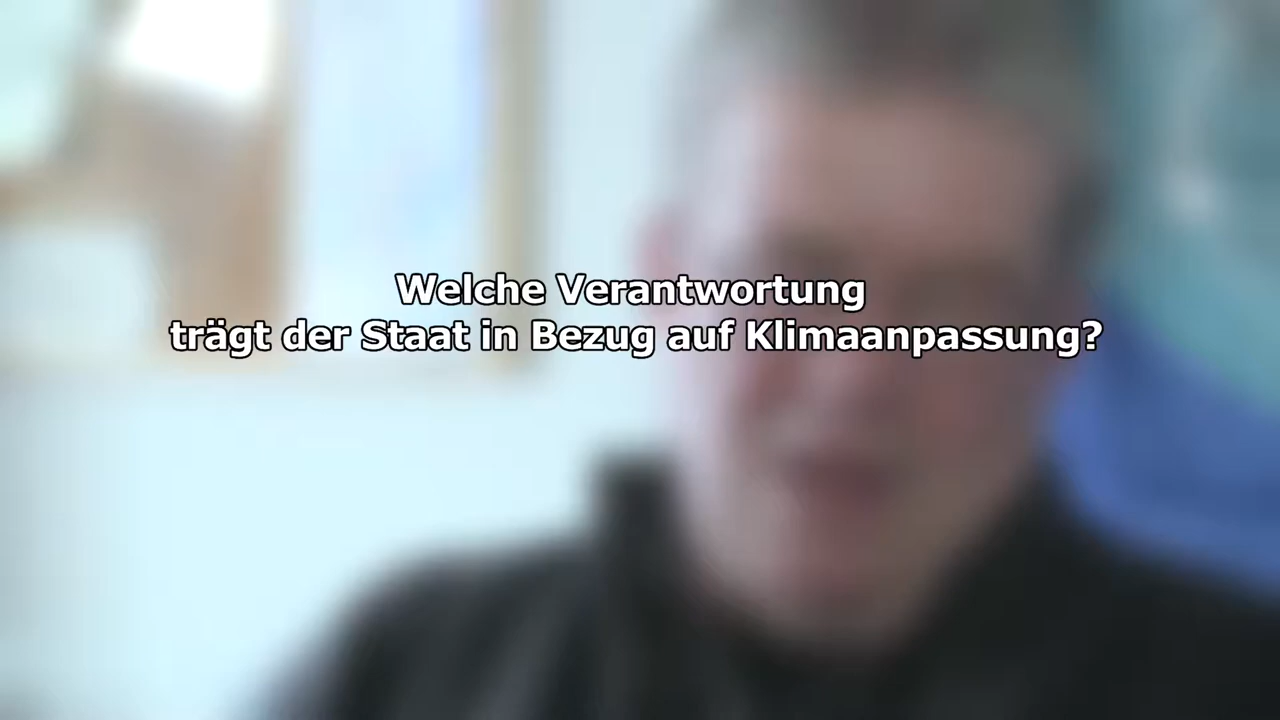 Welche Verantwortung
trägt der Staat in Bezug auf Klimaanpassung?